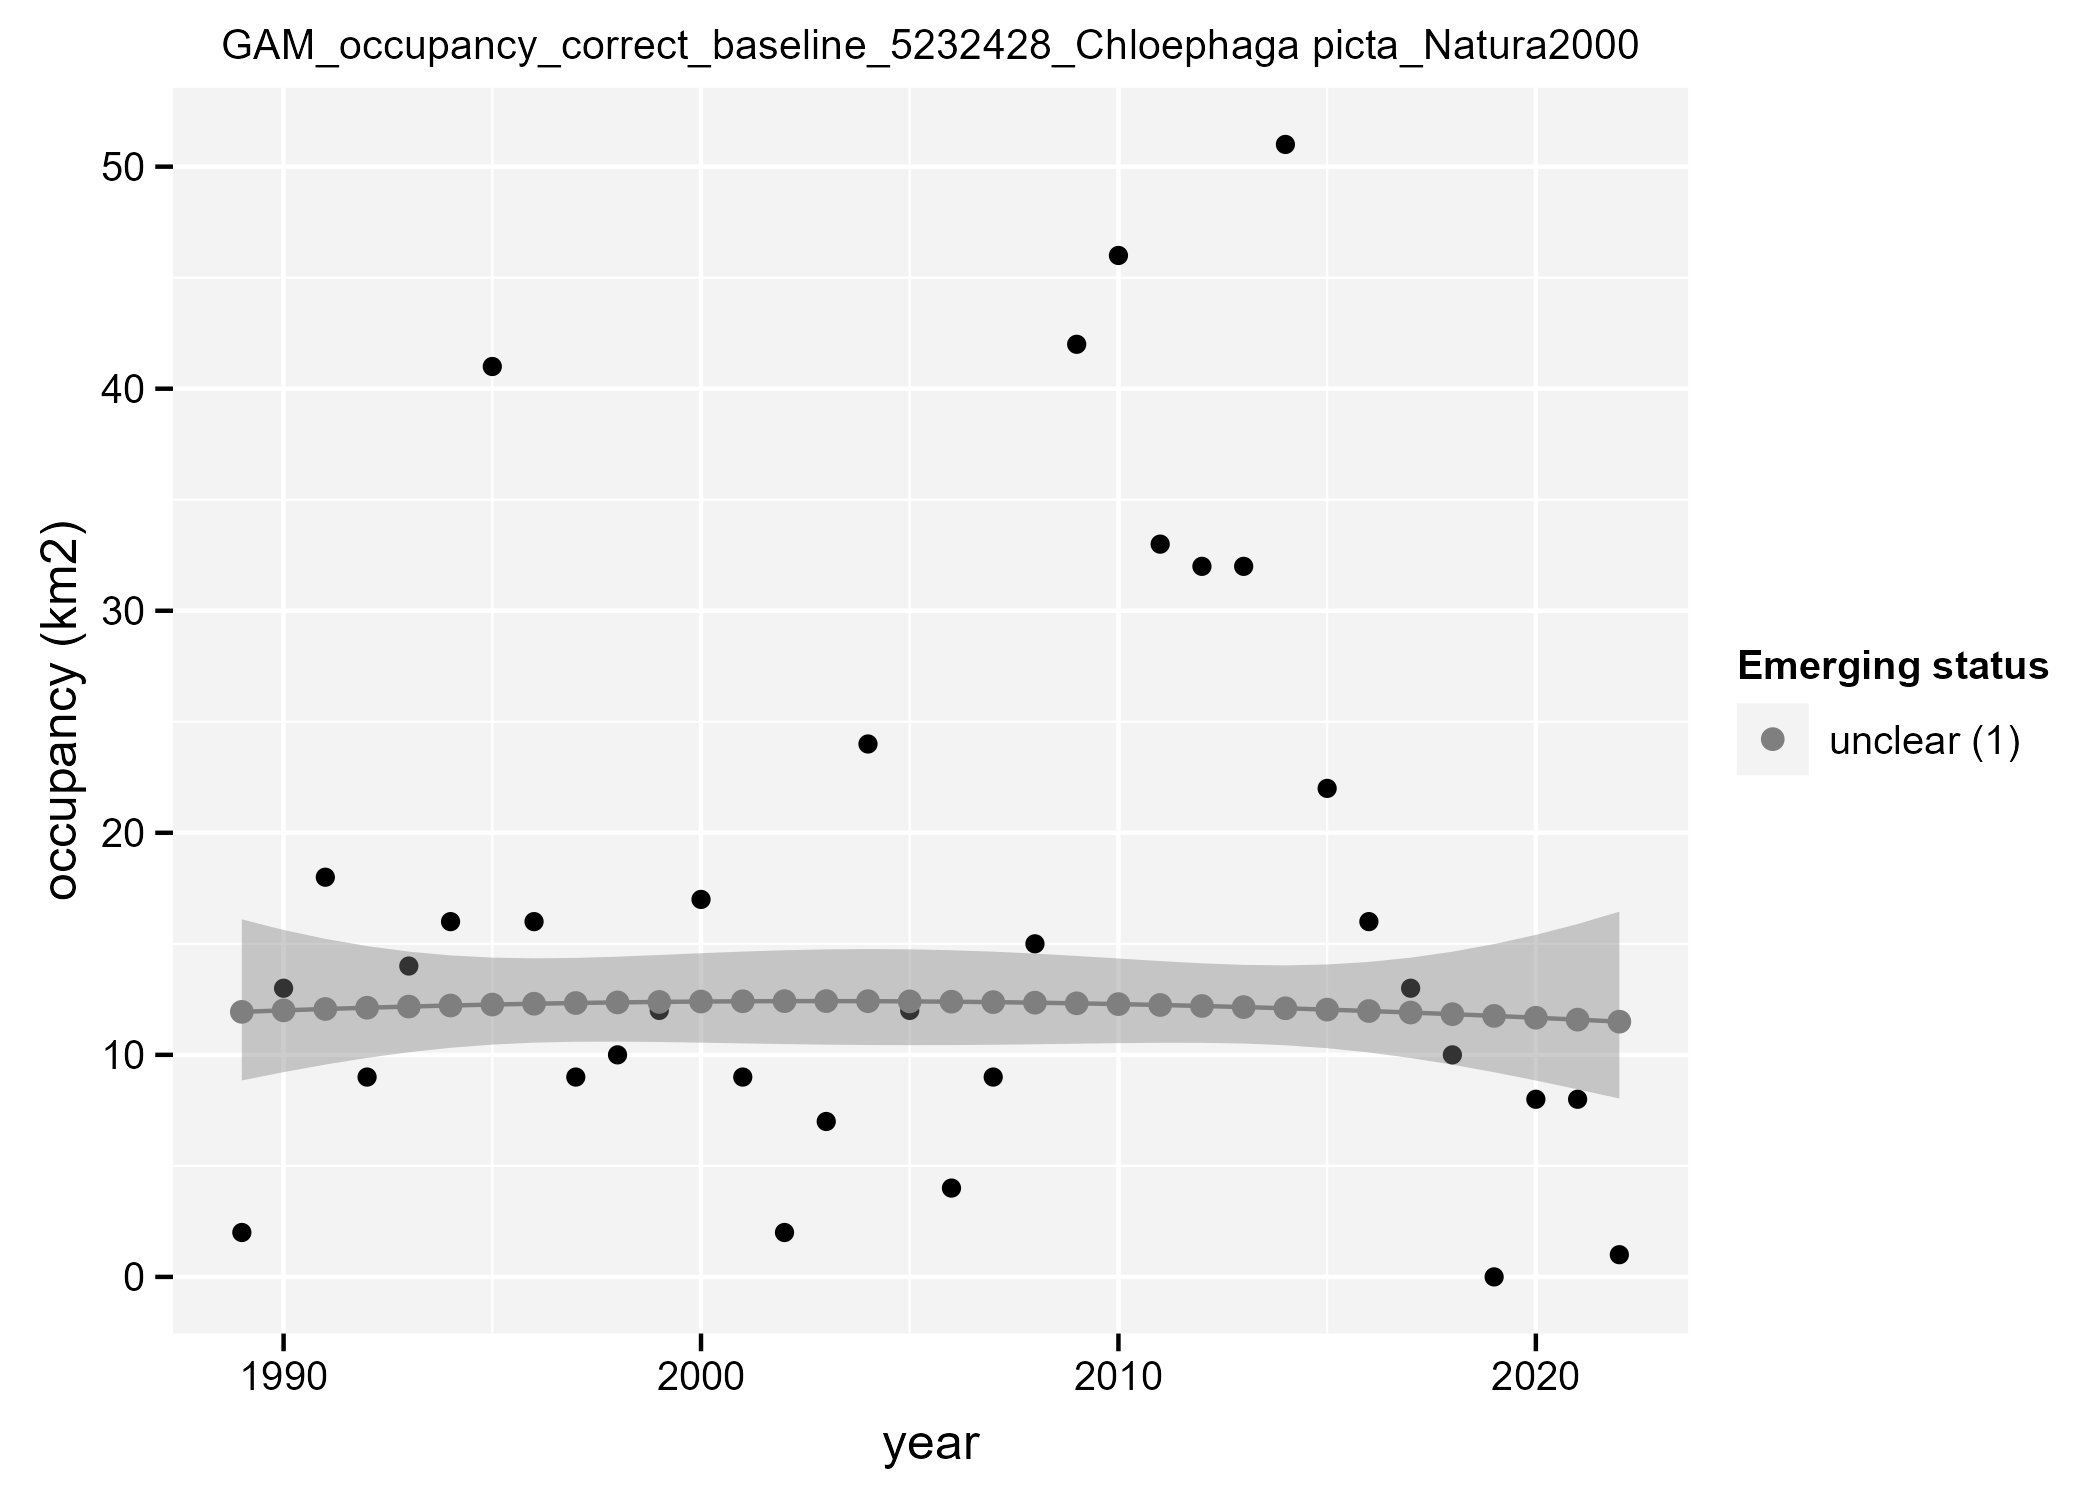 GAM_occupancy_correct_baseline_5232428_Chloephaga picta_Natura2000
50
40
30
20
10
0
occupancy (km2)
1990 2000 2010 2020
year
Emerging status
unclear (1)